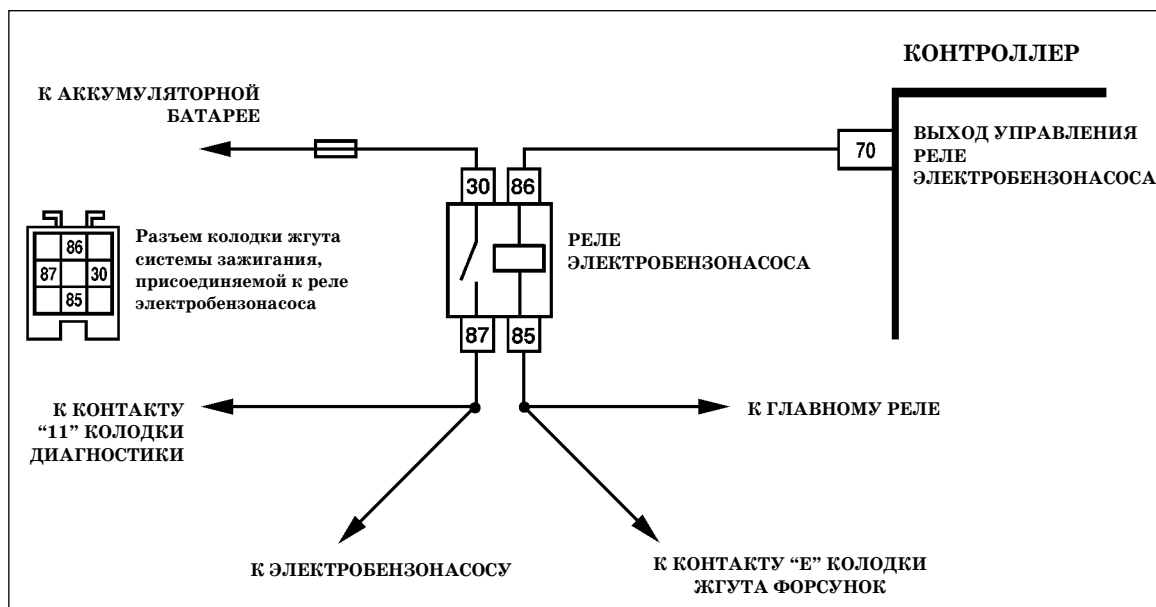 КОНТРОЛЛЕР
К АККУМУЛЯТОРНОЙ
БАТАРЕЕ
70
ВЫХОД УПРАВЛЕНИЯ
РЕЛЕ
ЭЛЕКТРОБЕНЗОНАСОСА
30 86
86
87 30
85
Разъем колодки жгута
системы зажигания,
присоединяемой к реле
электробензонасоса
РЕЛЕ
ЭЛЕКТРОБЕНЗОНАСОСА
87 85
К КОНТАКТУ
“11” КОЛОДКИ
ДИАГНОСТИКИ
К ГЛАВНОМУ РЕЛЕ
К ЭЛЕКТРОБЕНЗОНАСОСУ
К КОНТАКТУ “Е” КОЛОДКИ
ЖГУТА ФОРСУНОК